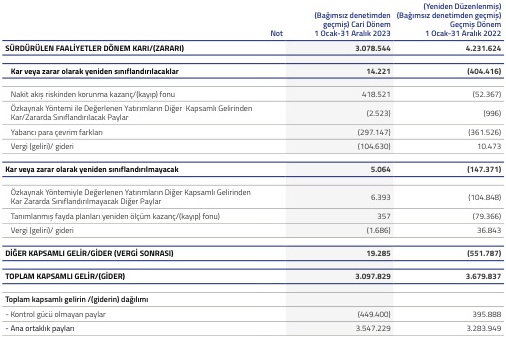 (Yeniden Düzenlenmiş)
(Bağımsız denetimden (Bağımsız denetimden geçmiş)
geçmiş) Cari Dönem Geçmiş Dönem
Not 1 Ocak-31 Aralık 2023 1 Ocak-31 Aralık 2022
SÜRDÜRÜLEN FAALİYETLER DÖNEM KARI/(ZARARI) 3.078.544 4.231.624
Kar veya zarar olarak yeniden sınıflandırılacaklar 14.221 (404.416)
Nakit akış riskinden korunma kazanç/(kayıp) fonu 418.521 (52.367)
Özkaynak Yöntemi ile Değerlenen Yatırımların Diğer Kapsamlı Gelirinden
Kar/Zararda Sınıflandırılacak Paylar (2.523) (996)
Yabancı para çevrim farkları (297.147) (361.526)
Vergi (geliri)/ gideri (104.630) 10.473
Kar veya zarar olarak yeniden sınıflandırılmayacak 5.064 (147.371)
Özkaynak Yöntemiyle Değerlenen Yatırımların Diğer Kapsamlı Gelirinden
Kar Zararda Sınıflandırılmayacak Diğer Paylar 6.393 (104.848)
Tanımlanmış fayda planları yeniden ölçüm kazanç/(kayıp fonu) 357 (79.366)
Vergi (geliri)/ gideri (1.686) 36.843
DİĞER KAPSAMLI GELİR/GİDER (VERGİ SONRASI) 19.285 (551.787)
TOPLAM KAPSAMLI GELİR/(GİDER) 3.097.829 3.679.837
Toplam kapsamlı gelirin /(giderin) dağılımı
- Kontrol gücü olmayan paylar (449.400) 395.888
- Ana ortaklık payları 3.547.229 3.283.949